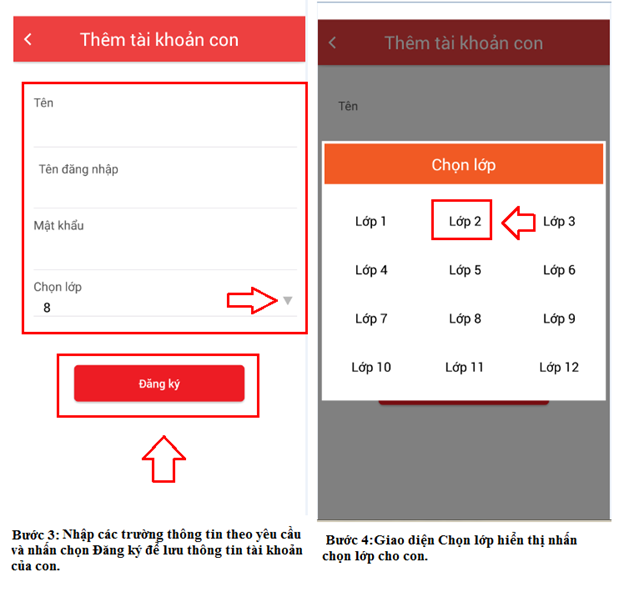 Thêm tài khoản con
Tên
Tên đăng nhập
Mật khẩu
Chọn lớp
8
Đăng ký
Bước 3: Nhập các trường thông tin theo yêu cầu
và nhấn chọn Đăng ký để lưu thông tin tài khoản
của con.
Thêm tài khoản con
Tên
Chọn lớp
Lớp 1 Lớp 2 Lớp 3
Lớp 4 Lớp 5 Lớp 6
Lớp 7 Lớp 8 Lớp 9
Lớp 10 Lớp 11 Lớp 12
Bước 4:Giao diện Chọn lớp hiển thị nhấn
chọn lớp cho con.